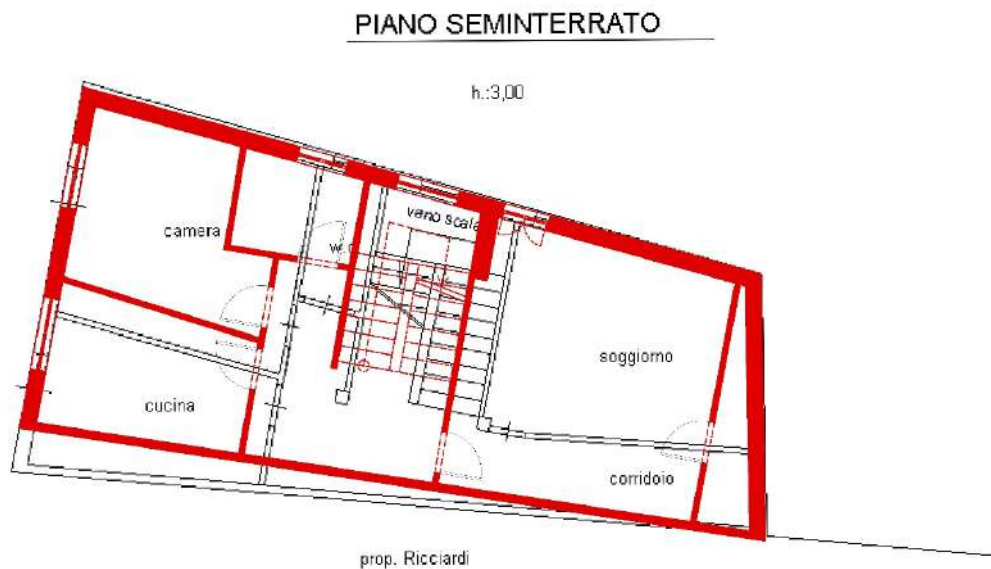 PIANO SEMINTERRATO
h.:3,00
vano scala
camera
w.c
soggiorno
cucina
corridoio
prop. Ricciardi